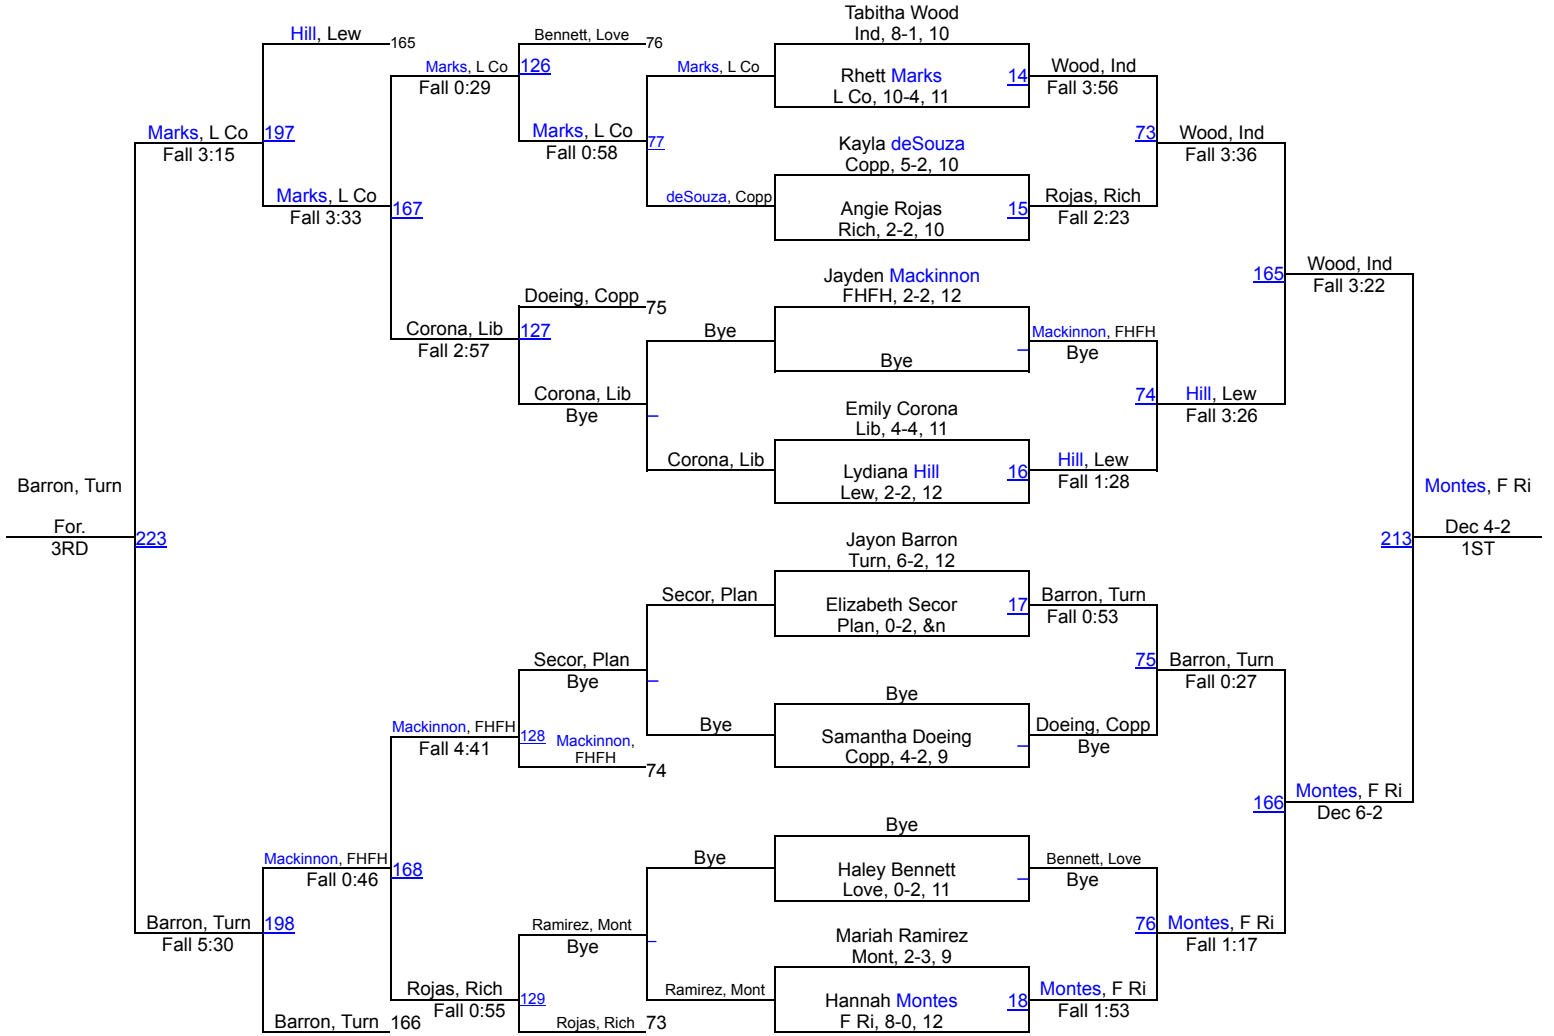 Tabitha Wood
Ind, 8-1, 10
Hill, Lew
165
Bennett, Love
76
Marks, L Co
126
Fall 0:29
Marks, L Co
Rhett Marks
L Co, 10-4, 11
14
Wood, Ind
Fall 3:56
Marks, L Co
197
Fall 3:15
Marks, L Co
Fall 0:58
77
Kayla deSouza
Copp, 5-2, 10
73
Wood, Ind
Fall 3:36
Marks, L Co
Fall 3:33
167
deSouza, Copp
Angie Rojas
Rich, 2-2, 10
15
Rojas, Rich
Fall 2:23
Jayden Mackinnon
FHFH, 2-2, 12
165
Wood, Ind
Fall 3:22
Doeing, Copp
75
Corona, Lib
127
Fall 2:57
Bye
Bye
Mackinnon, FHFH
Bye
Corona, Lib
Bye
Emily Corona
Lib, 4-4, 11
74
Hill, Lew
Fall 3:26
Corona, Lib
Lydiana Hill
Lew, 2-2, 12
16
Hill, Lew
Fall 1:28
Barron, Turn
For.
3RD
223
Montes, F Ri
213
Dec 4-2
1ST
Jayon Barron
Turn, 6-2, 12
Secor, Plan
Elizabeth Secor
Plan, 0-2, &n
17
Barron, Turn
Fall 0:53
Secor, Plan
Bye
75
Barron, Turn
Fall 0:27
Mackinnon, FHFH
Fall 4:41
128
Mackinnon,
FHFH
74
Bye
Bye
Samantha Doeing
Copp, 4-2, 9
Doeing, Copp
Bye
166
Montes, F Ri
Dec 6-2
Mackinnon, FHFH
Fall 0:46
168
Bye
Bye
Haley Bennett
Love, 0-2, 11
Bennett, Love
Bye
Barron, Turn
198
Fall 5:30
Ramirez, Mont
Bye
Mariah Ramirez
Mont, 2-3, 9
76
Montes, F Ri
Fall 1:17
Rojas, Rich
Fall 0:55
129
Ramirez, Mont
Hannah Montes
F Ri, 8-0, 12
18
Montes, F Ri
Fall 1:53
Barron, Turn
166
Rojas, Rich
73